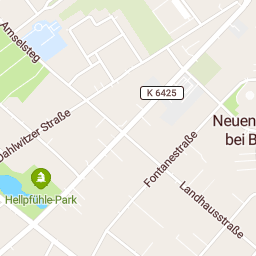 Amselsteg
K 6425
Dahlwitzer Straße
Neuen
bei B
Fontanestraße
Hellpfühle-Park
Landhausstraße